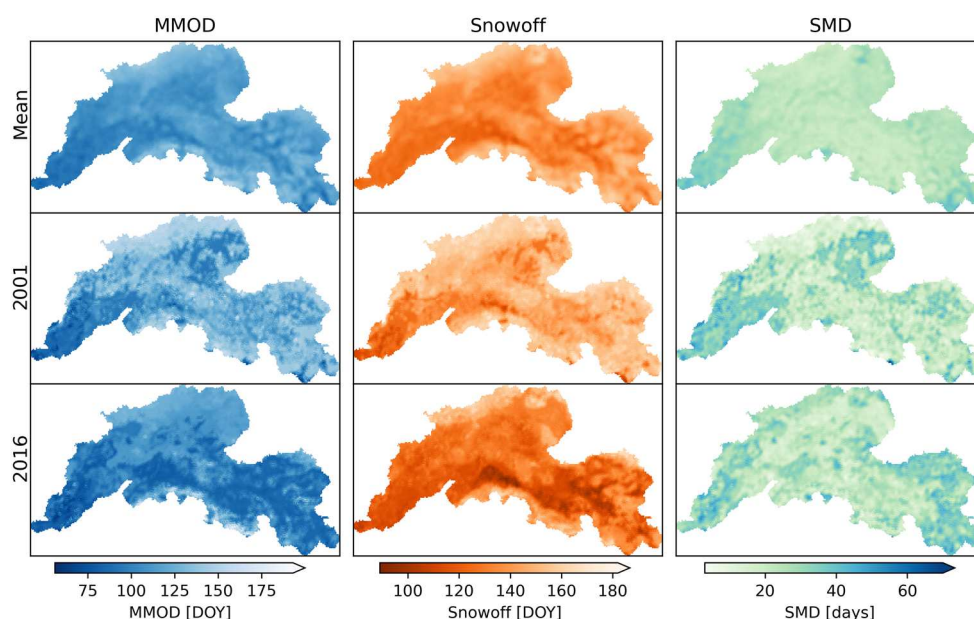 MMOD Snowoff SMD
Mean
2001
2016
75 100 125 150 175 100 120 140 160 180 20 40 60
MMOD [DOY] Snowoff [DOY] SMD [days]